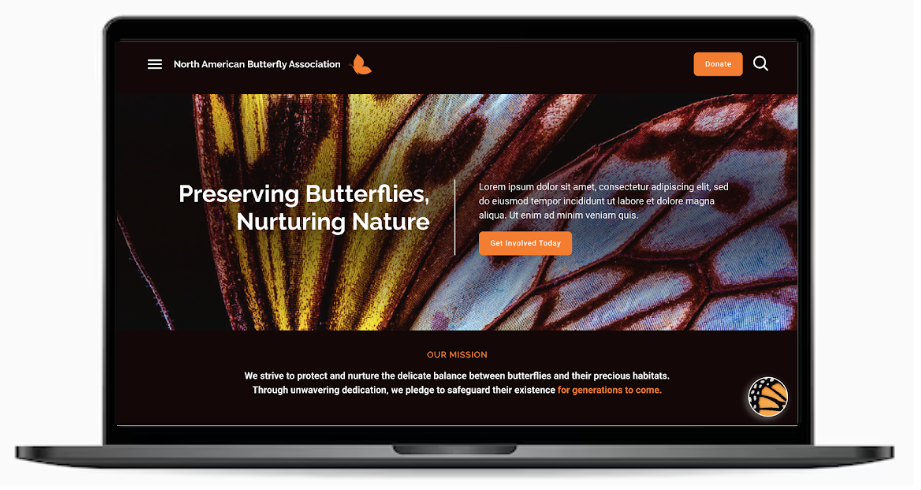 North American Butterfly Association
Donate
Preserving Butterflies,
Nurturing Nature
Lorem ipsum dolor sit amet, consectetur adipiscing elit, sed
do eiusmod tempor incididunt ut labore et dolore magna
aliqua. Ut enim ad minim veniam quis.
Get Involved Today
OUR MISSION
We strive to protect and nurture the delicate balance between butterflies and their precious habitats.
Through unwavering dedication, we pledge to safeguard their existence for generations to come.